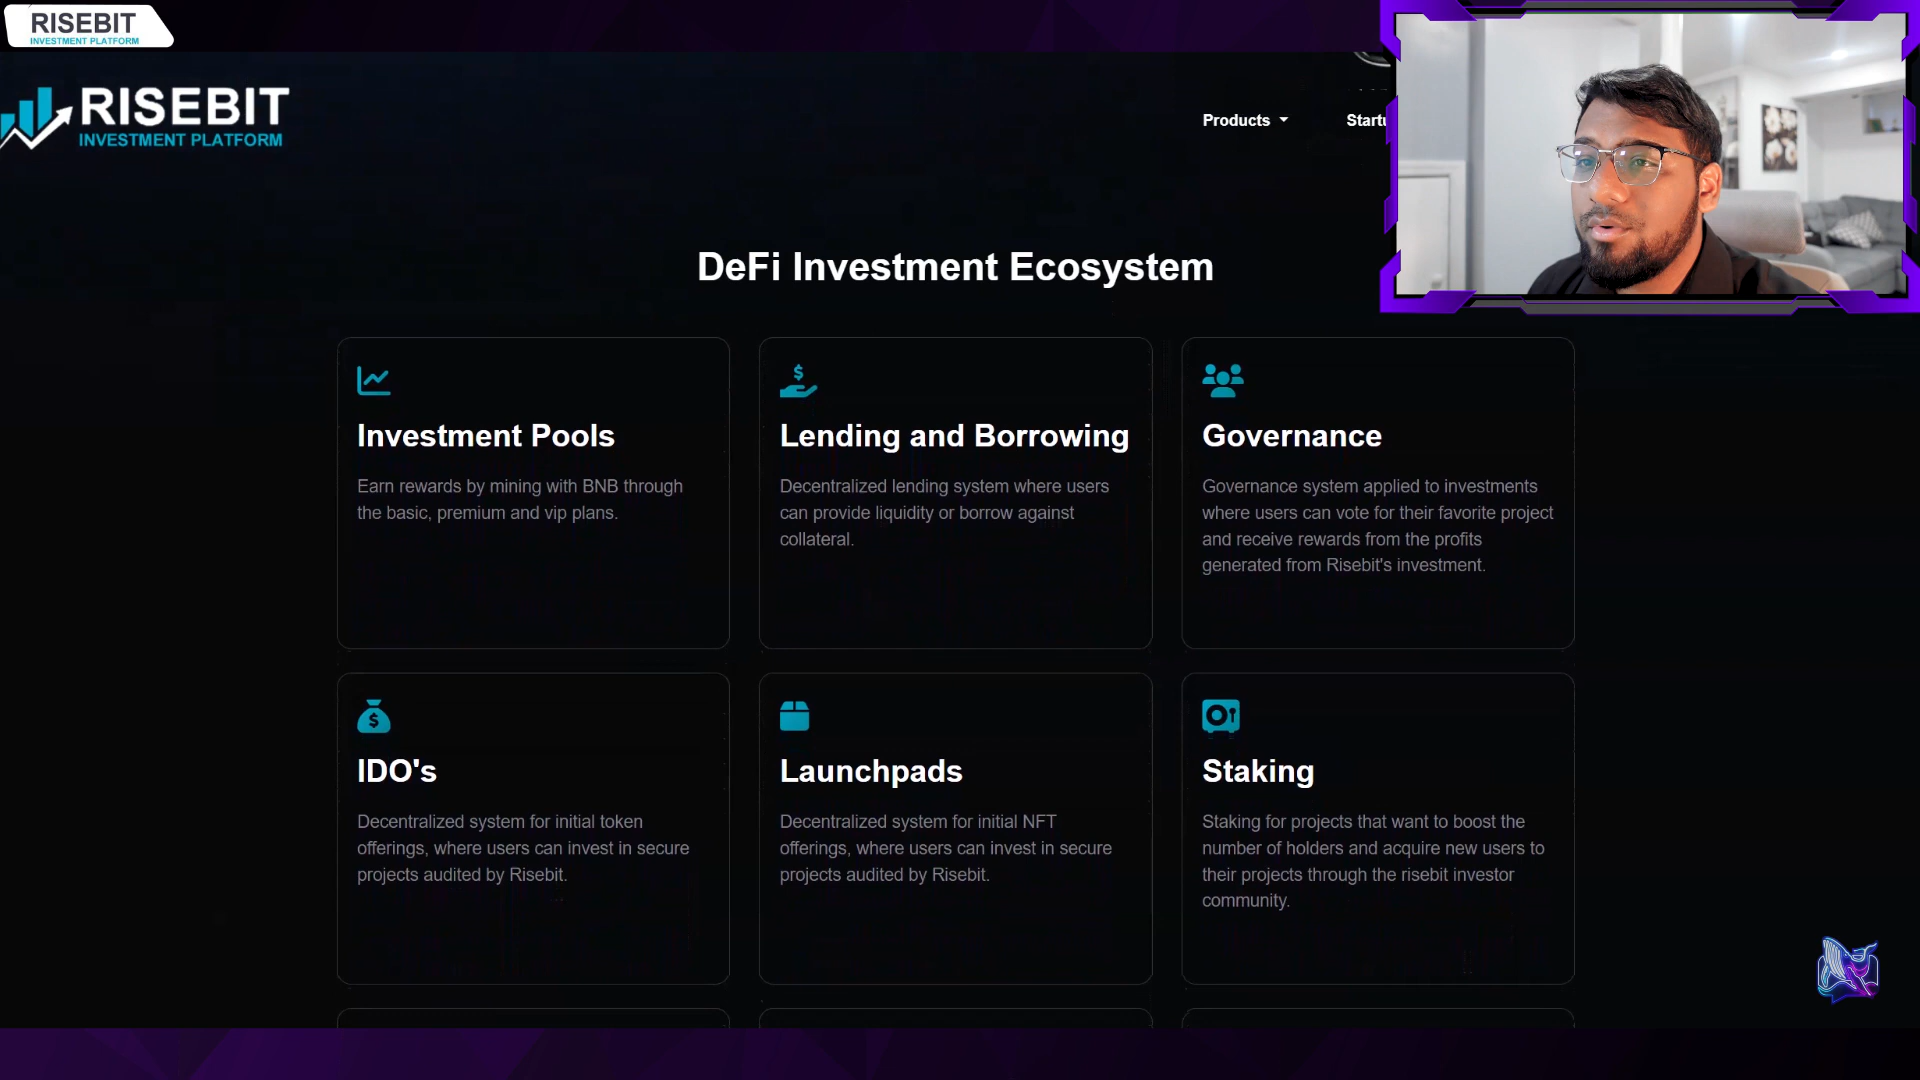 RISEBIT
INVESTMENT PLATFORM
RISEBIT
INVESTMENT PLATFORM
Products
DeFi Investment Ecosystem
Investment Pools
Earn rewards by mining with BNB through
the basic, premium and vip plans.
Lending and Borrowing
Decentralized lending system where users
can provide liquidity or borrow against
collateral.
Governance
Governance system applied to investments
where users can vote for their favorite project
and receive rewards from the profits
generated from Risebit's investment.
IDO's
Decentralized system for initial token
offerings, where users can invest in secure
projects audited by Risebit.
Launchpads
Decentralized system for initial NFT
offerings, where users can invest in secure
projects audited by Risebit.
Staking
Staking for projects that want to boost the
number of holders and acquire new users to
their projects through the risebit investor
community.